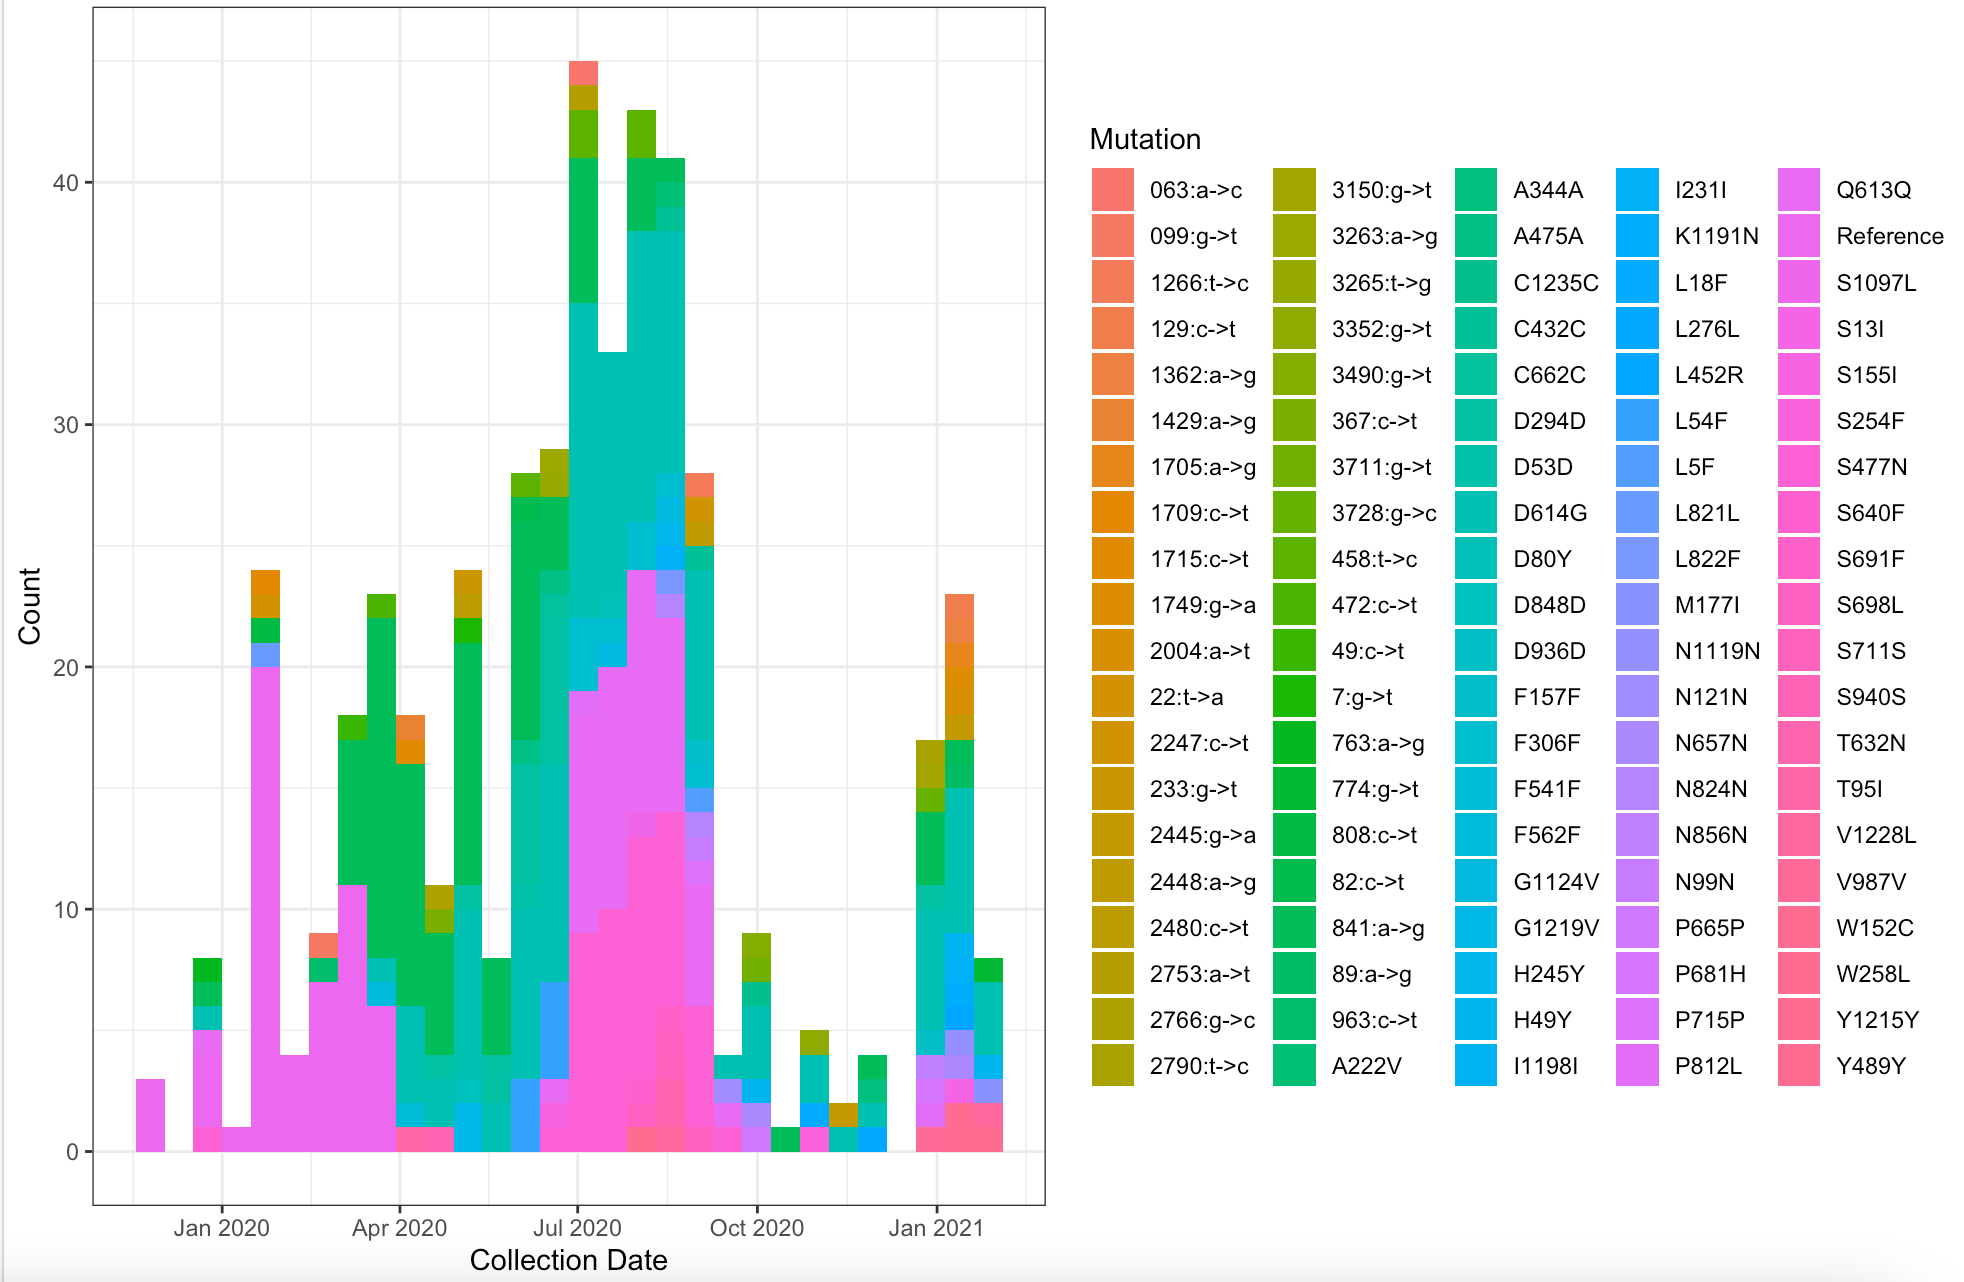 40
30
20
10
0
Count
Jan 2020
Apr 2020
Jul 2020
Oct 2020
Jan 2021
Collection Date
Mutation
063:a->c
099:g->t
1266:t->c
129:c->t
1362:a->g
1429:a->g
1705:a->g
1709:c->t
1715:c->t
1749:g->a
2004:a->t
22:t->a
2247:c->t
233:g->t
2445:g->a
2448:a->g
2480:c->t
2753:a->t
2766:g->c
2790:t->c
3150:g->t
3263:a->g
3265:t->g
3352:g->t
3490:g->t
367:c->t
3711:g->t
3728:g->c
458:t->c
472:c->t
49:c->t
7:g->t
763:a->g
774:g->t
808:c->t
82:c->t
841:a->g
89:a->g
963:c->t
A222V
A344A
A475A
C1235C
C432C
C662C
D294D
D53D
D614G
D80Y
D848D
D936D
F157F
F306F
F541F
F562F
G1124V
G1219V
H245Y
H49Y
I1198I
I231I
K1191N
L18F
L276L
L452R
L54F
L5F
L821L
L822F
M177I
N1119N
N121N
N657N
N824N
N856N
N99N
P665P
P681H
P715P
P812L
Q613Q
Reference
S1097L
S13I
S155I
S254F
S477N
S640F
S691F
S698L
S711S
S940S
T632N
T95I
V1228L
V987V
W152C
W258L
Y1215Y
Y489Y